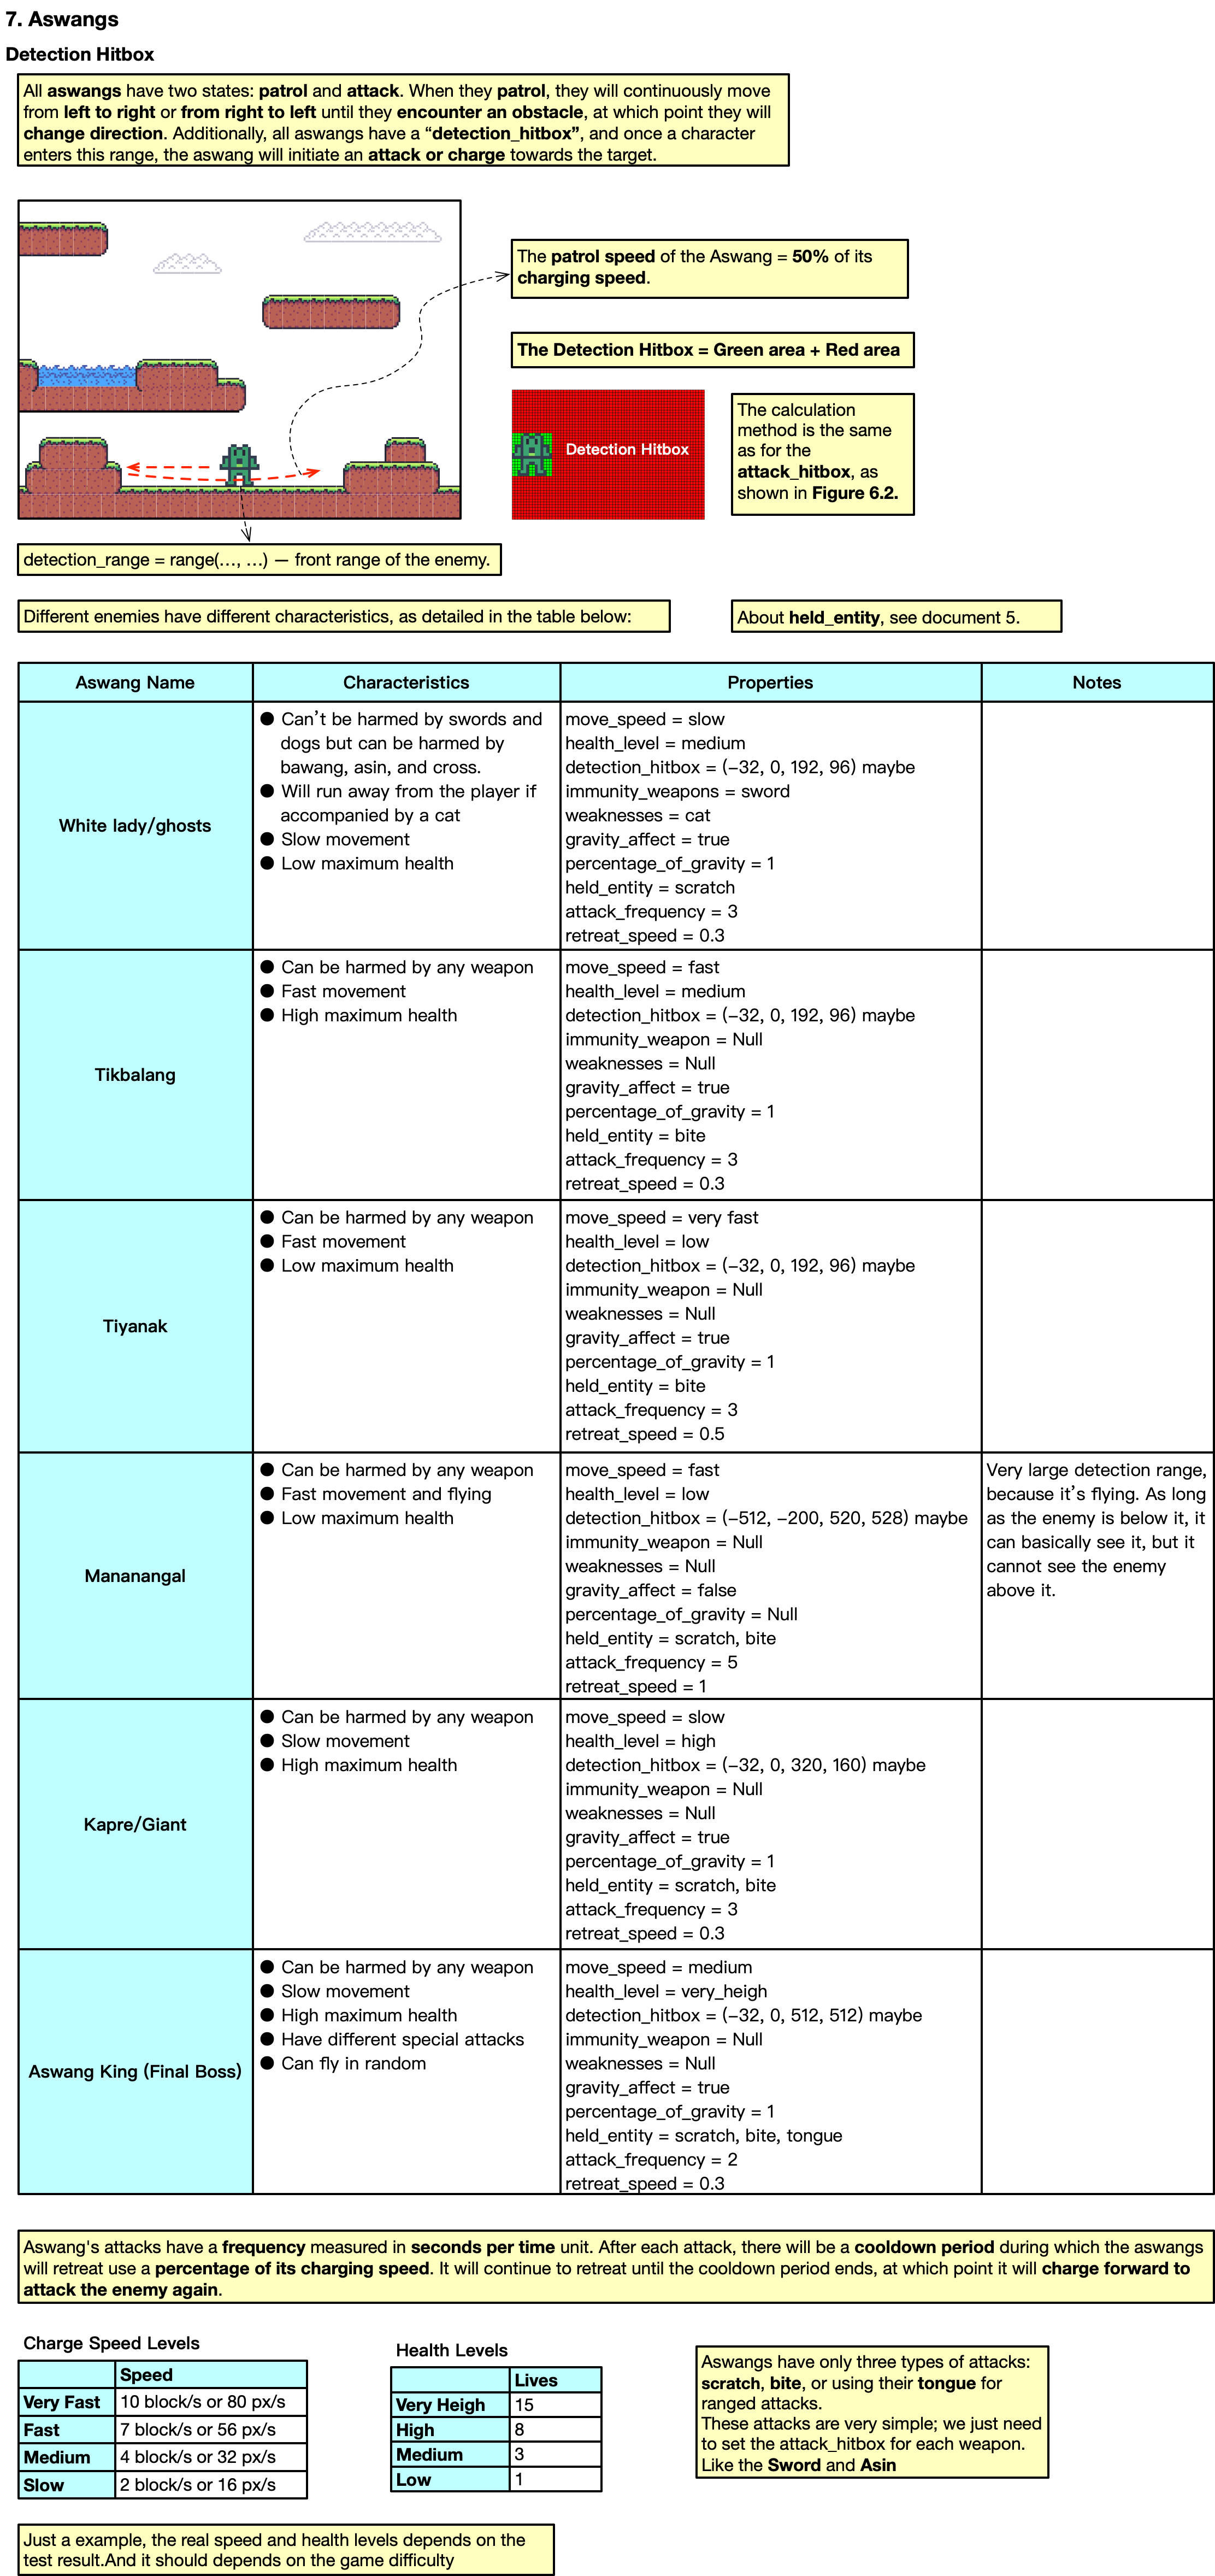 7. Aswangs
Detection Hitbox
All aswangs have two states: patrol and attack. When they patrol, they will continuously move
from left to right or from right to left until they encounter an obstacle, at which point they will
change direction. Additionally, all aswangs have a “detection_hitbox”, and once a character
enters this range, the aswang will initiate an attack or charge towards the target.
The patrol speed of the Aswang = 50% of its
charging speed.
The Detection Hitbox = Green area + Red area
Detection Hitbox
The calculation
method is the same
as for the
attack_hitbox, as
shown in Figure 6.2.
detection_range = range(..., ...) — front range of the enemy.
Different enemies have different characteristics, as detailed in the table below:
About held_entity, see document 5.
Aswang Name
Characteristics
Properties
Notes
White lady/ghosts
● Can't be harmed by swords and
dogs but can be harmed by
bawang, asin, and cross.
● Will run away from the player if
accompanied by a cat
● Slow movement
● Low maximum health
move_speed = slow
health_level = medium
detection_hitbox = (-32, 0, 192, 96) maybe
immunity_weapons = sword
weaknesses = cat
gravity_affect = true
percentage_of_gravity = 1
held_entity = scratch
attack_frequency = 3
retreat_speed = 0.3
Tikbalang
● Can be harmed by any weapon
● Fast movement
● High maximum health
move_speed = fast
health_level = medium
detection_hitbox = (-32, 0, 192, 96) maybe
immunity_weapon = Null
weaknesses = Null
gravity_affect = true
percentage_of_gravity = 1
held_entity = bite
attack_frequency = 3
retreat_speed = 0.3
Tiyanak
● Can be harmed by any weapon
● Fast movement
● Low maximum health
move_speed = very fast
health_level = low
detection_hitbox = (-32, 0, 192, 96) maybe
immunity_weapon = Null
weaknesses = Null
gravity_affect = true
percentage_of_gravity = 1
held_entity = bite
attack_frequency = 3
retreat_speed = 0.5
Mananangal
● Can be harmed by any weapon
● Fast movement and flying
● Low maximum health
move_speed = fast
health_level = low
detection_hitbox = (-512, -200, 520, 528) maybe
immunity_weapon = Null
weaknesses = Null
gravity_affect = false
percentage_of_gravity = Null
held_entity = scratch, bite
attack_frequency = 5
retreat_speed = 1
Very large detection range,
because it's flying. As long
as the enemy is below it, it
can basically see it, but it
cannot see the enemy
above it.
Kapre/Giant
● Can be harmed by any weapon
● Slow movement
● High maximum health
move_speed = slow
health_level = high
detection_hitbox = (-32, 0, 320, 160) maybe
immunity_weapon = Null
weaknesses = Null
gravity_affect = true
percentage_of_gravity = 1
held_entity = scratch, bite
attack_frequency = 3
retreat_speed = 0.3
Aswang King (Final Boss)
● Can be harmed by any weapon
● Slow movement
● High maximum health
● Have different special attacks
● Can fly in random
move_speed = medium
health_level = very_heigh
detection_hitbox = (-32, 0, 512, 512) maybe
immunity_weapon = Null
weaknesses = Null
gravity_affect = true
percentage_of_gravity = 1
held_entity = scratch, bite, tongue
attack_frequency = 2
retreat_speed = 0.3
Aswang's attacks have a frequency measured in seconds per time unit. After each attack, there will be a cooldown period during which the aswangs
will retreat use a percentage of its charging speed. It will continue to retreat until the cooldown period ends, at which point it will charge forward to
attack the enemy again.
Charge Speed Levels
Speed
Very Fast 10 block/s or 80 px/s
Fast 7 block/s or 56 px/s
Medium 4 block/s or 32 px/s
Slow 2 block/s or 16 px/s
Health Levels
Lives
Very Heigh 15
High 8
Medium 3
Low 1
Aswangs have only three types of attacks:
scratch, bite, or using their tongue for
ranged attacks.
These attacks are very simple; we just need
to set the attack_hitbox for each weapon.
Like the Sword and Asin
Just a example, the real speed and health levels depends on the
test result.And it should depends on the game difficulty